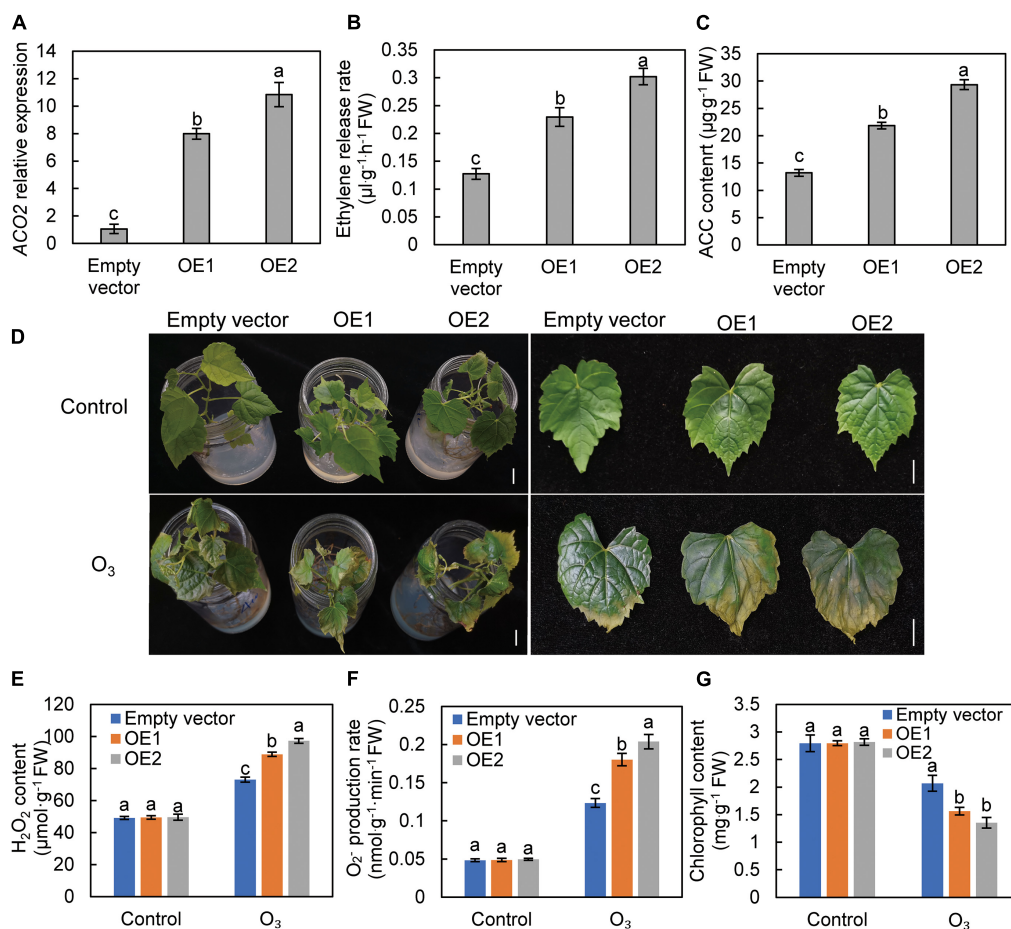 A
ACO2 relative expression
14
12
10
8
6
4
2
0
c
b
a
Empty vector
OE1
OE2
B
Ethylene release rate
(μl·g⁻¹·h⁻¹ FW)
0.35
0.3
0.25
0.2
0.15
0.1
0.05
0
c
b
a
Empty vector
OE1
OE2
C
ACC contenrt (μg·g⁻¹ FW)
35
30
25
20
15
10
5
0
c
b
a
Empty vector
OE1
OE2
D
Empty vector OE1 OE2
Empty vector OE1 OE2
Control
O₃
E
H₂O₂ content
(μmol·g⁻¹ FW)
120
100
80
60
40
20
0
Empty vector
OE1
OE2
a a a
c b a
Control O₃
F
O₂⁻ production rate
(nmol·g⁻¹·min⁻¹ FW)
0.25
0.2
0.15
0.1
0.05
0
Empty vector
OE1
OE2
a a a
c b a
Control O₃
G
Chlorophyll content
(mg·g⁻¹ FW)
3.5
3
2.5
2
1.5
1
0.5
0
Empty vector
OE1
OE2
a a a
a b b
Control O₃